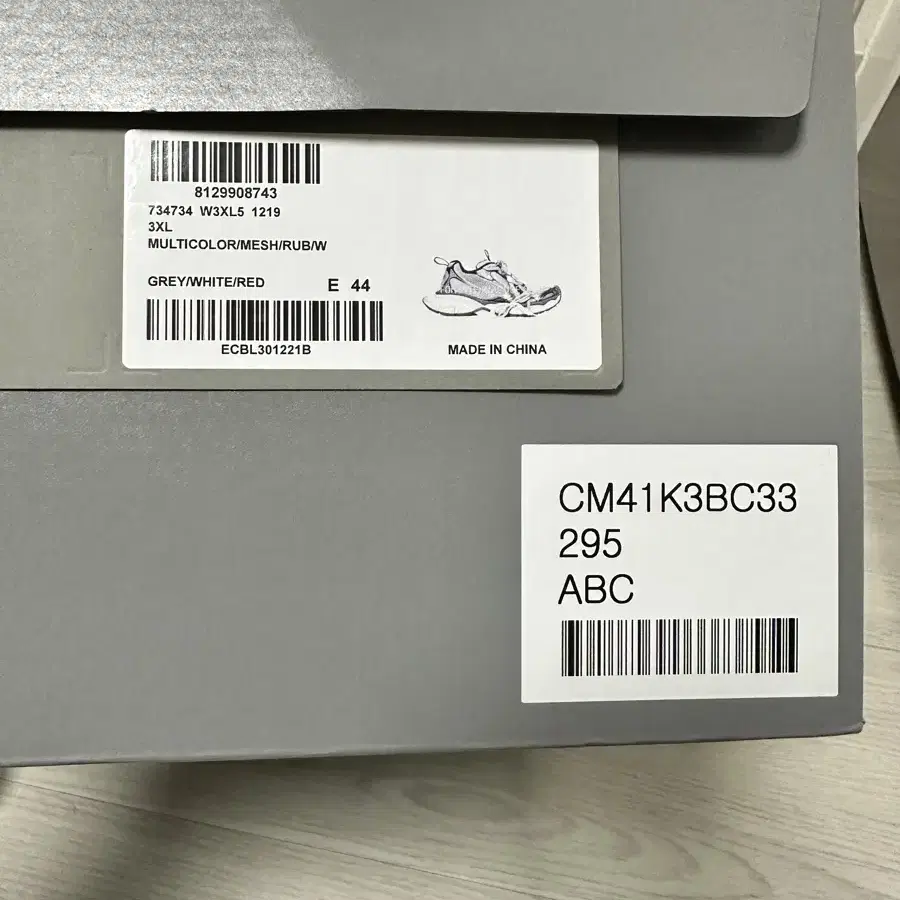 8129908743
734734 W3XL5 1219
3XL
MULTICOLOR/MESH/RUB/W
GREY/WHITE/RED E 44
ECBL301221B
MADE IN CHINA
CM41K3BC33
295
ABC